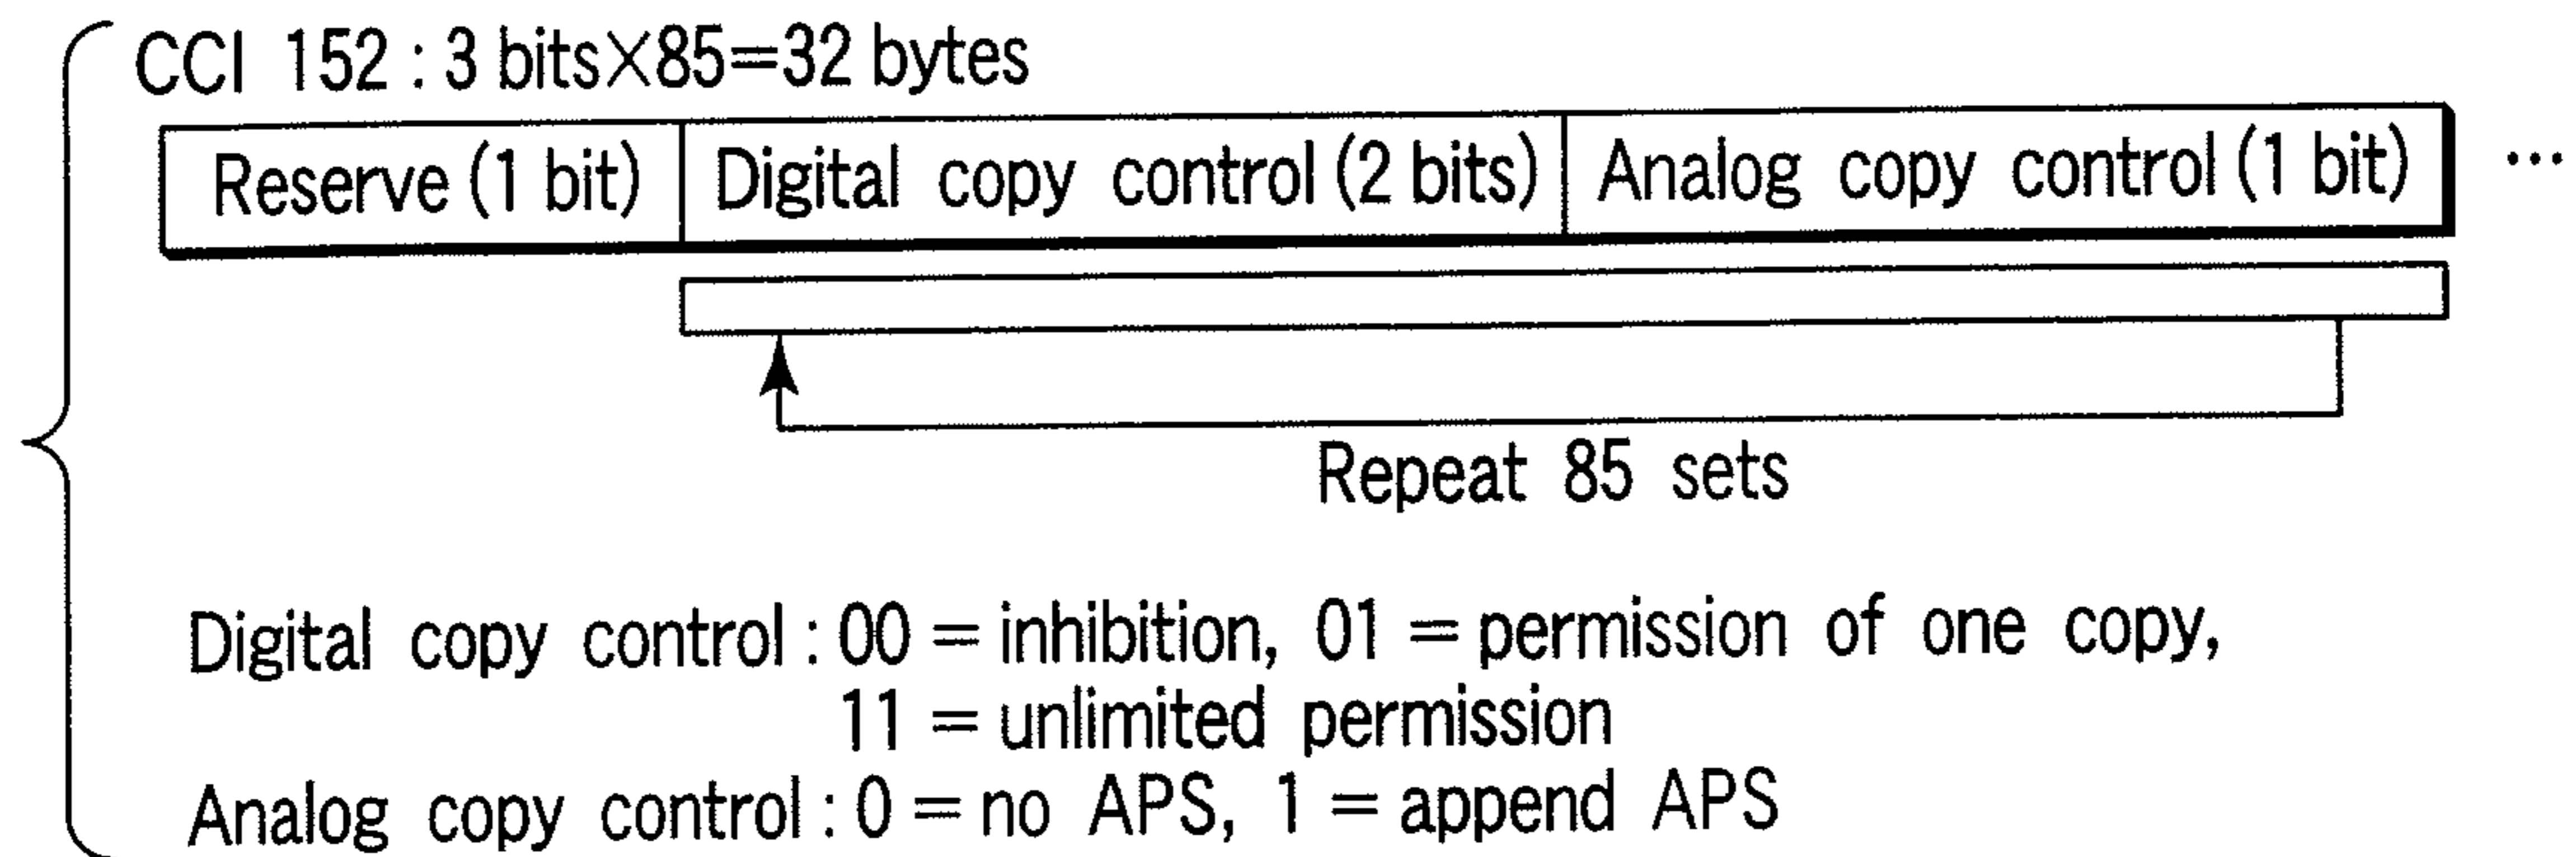 CCI 152 : 3 bits×85=32 bytes
Reserve (1 bit) Digital copy control (2 bits) Analog copy control (1 bit) ...
Repeat 85 sets
Digital copy control : 00 = inhibition, 01 = permission of one copy,
11 = unlimited permission
Analog copy control : 0 = no APS, 1 = append APS